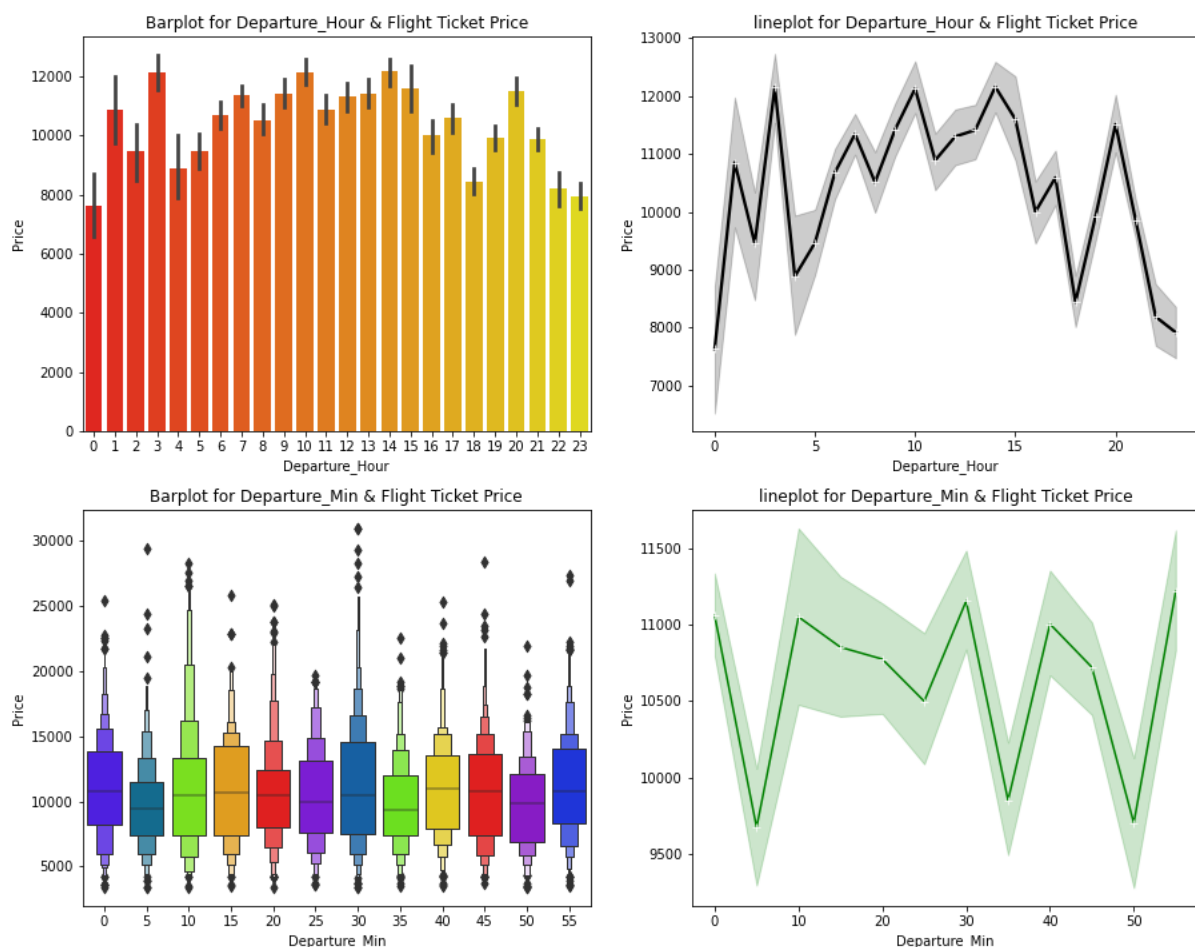 Barplot for Departure_Hour & Flight Ticket Price
12000
10000
8000
6000
4000
2000
0
Price
0 1 2 3 4 5 6 7 8 9 10 11 12 13 14 15 16 17 18 19 20 21 22 23
Departure_Hour
lineplot for Departure_Hour & Flight Ticket Price
13000
12000
11000
10000
9000
8000
7000
Price
0 5 10 15 20
Departure_Hour
Barplot for Departure_Min & Flight Ticket Price
30000
25000
20000
15000
10000
5000
Price
0 5 10 15 20 25 30 35 40 45 50 55
Departure_Min
lineplot for Departure_Min & Flight Ticket Price
11500
11000
10500
10000
9500
Price
0 10 20 30 40 50
Departure_Min